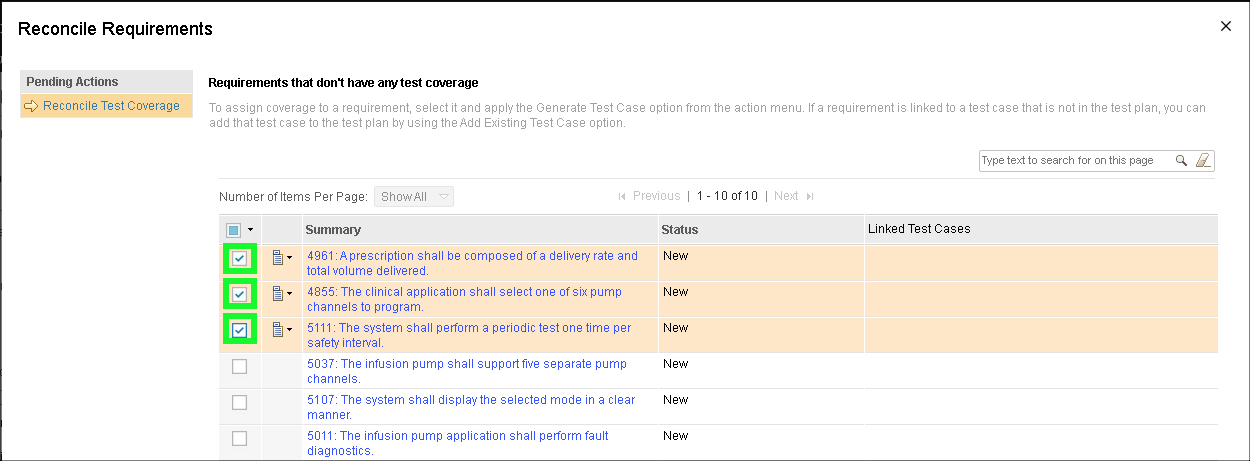 Reconcile Requirements
Pending Actions
Reconcile Test Coverage
Requirements that don't have any test coverage
To assign coverage to a requirement, select it and apply the Generate Test Case option from the action menu. If a requirement is linked to a test case that is not in the test plan, you can
add that test case to the test plan by using the Add Existing Test Case option.
Type text to search for on this page
Number of Items Per Page: Show All Previous | 1 - 10 of 10 | Next
Summary Status Linked Test Cases
4961: A prescription shall be composed of a delivery rate and New
total volume delivered.
4855: The clinical application shall select one of six pump New
channels to program.
5111: The system shall perform a periodic test one time per New
safety interval.
5037: The infusion pump shall support five separate pump New
channels.
5107: The system shall display the selected mode in a clear New
manner.
5011: The infusion pump application shall perform fault New
diagnostics.